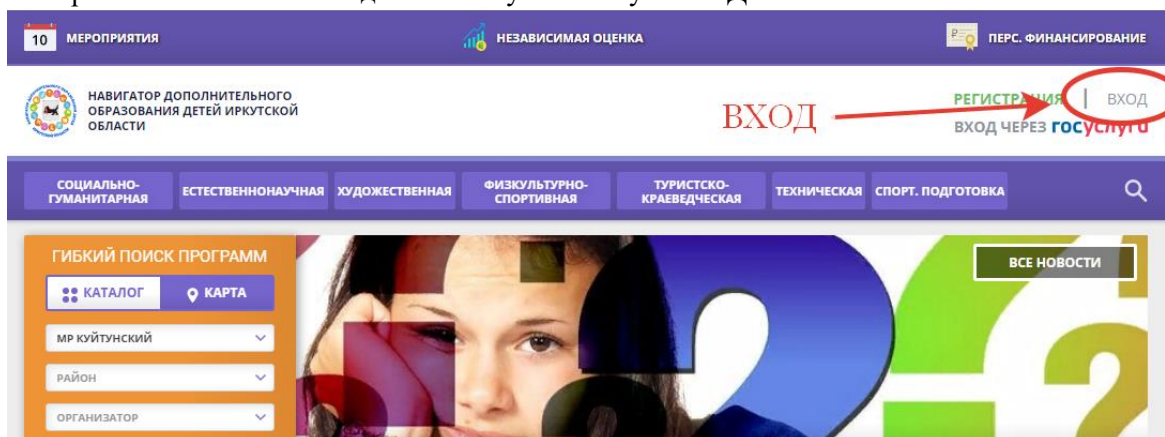 10 МЕРОПРИЯТИЯ
НЕЗАВИСИМАЯ ОЦЕНКА
ПЕРС. ФИНАНСИРОВАНИЕ
НАВИГАТОР ДОПОЛНИТЕЛЬНОГО
ОБРАЗОВАНИЯ ДЕТЕЙ ИРКУТСКОЙ
ОБЛАСТИ
ВХОД
РЕГИСТРАЦИЯ | ВХОД
ВХОД ЧЕРЕЗ госуслуги
СОЦИАЛЬНО-
ГУМАНИТАРНАЯ
ЕСТЕСТВЕННОНАУЧНАЯ
ХУДОЖЕСТВЕННАЯ
ФИЗКУЛЬТУРНО-
СПОРТИВНАЯ
ТУРИСТСКО-
КРАЕВЕДЧЕСКАЯ
ТЕХНИЧЕСКАЯ
СПОРТ. ПОДГОТОВКА
ГИБКИЙ ПОИСК ПРОГРАММ
КАТАЛОГ
КАРТА
МР КУЙТУНСКИЙ
РАЙОН
ОРГАНИЗАТОР
ВСЕ НОВОСТИ